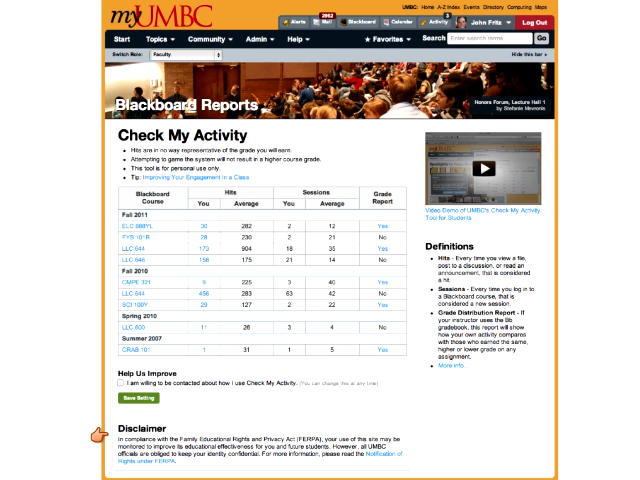 myUMBC
UMBC: Home A-Z Index Events Directory Computing Maps
Alerts Mail 2962 Blackboard Calendar Activity 3 John Fritz Log Out
Start Topics Community Admin Help Favorites Search Enter search terms Go
Switch Role: Faculty Hide this bar
Blackboard Reports
Honors Forum, Lecture Hall 1
by Stefanie Mavronis
Check My Activity
Hits are in no way representative of the grade you will earn.
Attempting to game the system will not result in a higher course grade.
This tool is for personal use only.
Tip: Improving Your Engagement in a Class
Blackboard Course Hits Sessions Grade Report
You Average You Average
Fall 2011
ELC 688YL 30 282 2 12 Yes
FYS 101R 28 230 2 21 No
LLC 644 173 904 18 35 Yes
LLC 646 158 175 21 14 No
Fall 2010
CMPE 321 9 225 3 40 Yes
LLC 644 456 283 63 42 No
SCI 100Y 29 127 2 22 Yes
Spring 2010
LLC 600 11 26 3 4 No
Summer 2007
CRAB 101 1 31 1 5 Yes
Help Us Improve
I am willing to be contacted about how I use Check My Activity. (You can change this at any time)
Save Setting
Disclaimer
In compliance with the Family Educational Rights and Privacy Act (FERPA), your use of this site may be
monitored to improve its educational effectiveness for you and future students. However, all UMBC
officials are obliged to keep your identity confidential. For more information, please read the Notification of
Rights under FERPA.
Video Demo of UMBC's Check My Activity
Tool for Students
Definitions
Hits - Every time you view a file,
post to a discussion, or read an
announcement, that is considered
a hit.
Sessions - Every time you log in to
a Blackboard course, that is
considered a new session.
Grade Distribution Report - If
your instructor uses the Bb
gradebook, this report will show
how your own activity compares
with those who earned the same,
higher or lower grade on any
assignment.
More info.